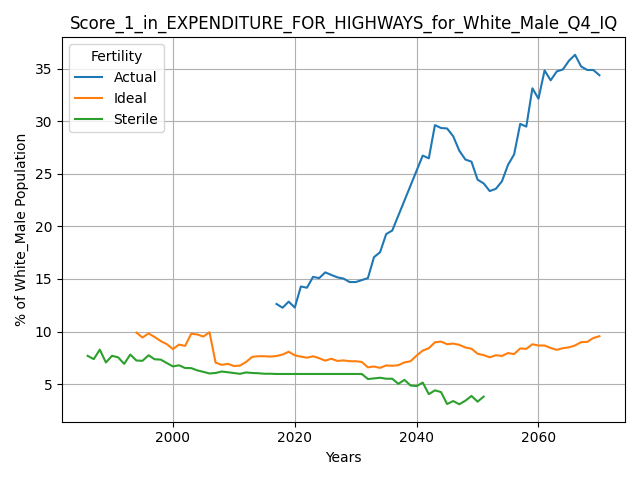 Score_1_in_EXPENDITURE_FOR_HIGHWAYS_for_White_Male_Q4_IQ
Fertility
Actual
Ideal
Sterile
% of White_Male Population
35
30
25
20
15
10
5
2000
2020
2040
2060
Years